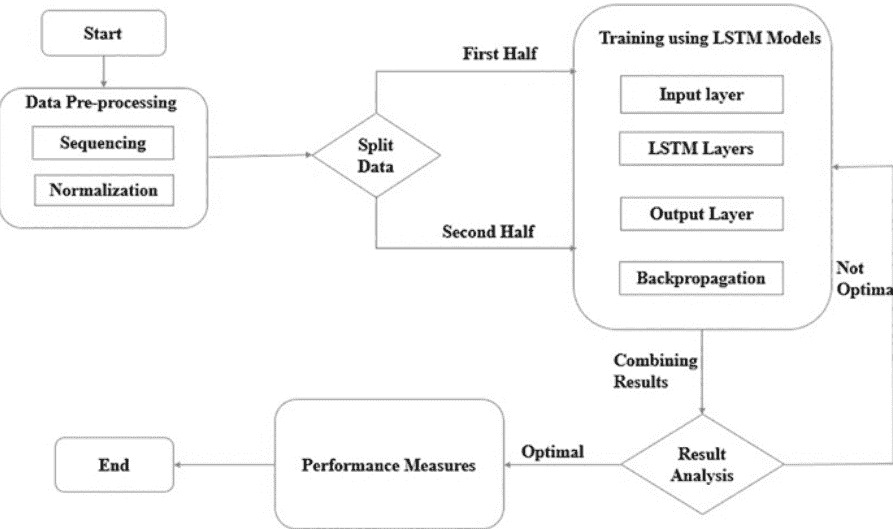 Start
Data Pre-processing
Sequencing
Normalization
Split
Data
First Half
Second Half
Training using LSTM Models
Input layer
LSTM Layers
Output Layer
Backpropagation
Not
Optima
Combining
Results
Result
Analysis
Optimal
Performance Measures
End